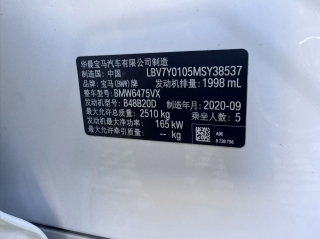 华晨宝马汽车有限公司制造
制造国: 中国 LBV7Y0105MSY38537
品牌: 宝马(BMW)牌 发动机排量: 1998 mL
整车型号: BMW6475VX
发动机型号: B48B20D 制造年月: 2020-09
最大允许总质量: 2510 kg 乘坐人数: 5
最大净功率: 165 kW
最大允许牵引质量: -- kg